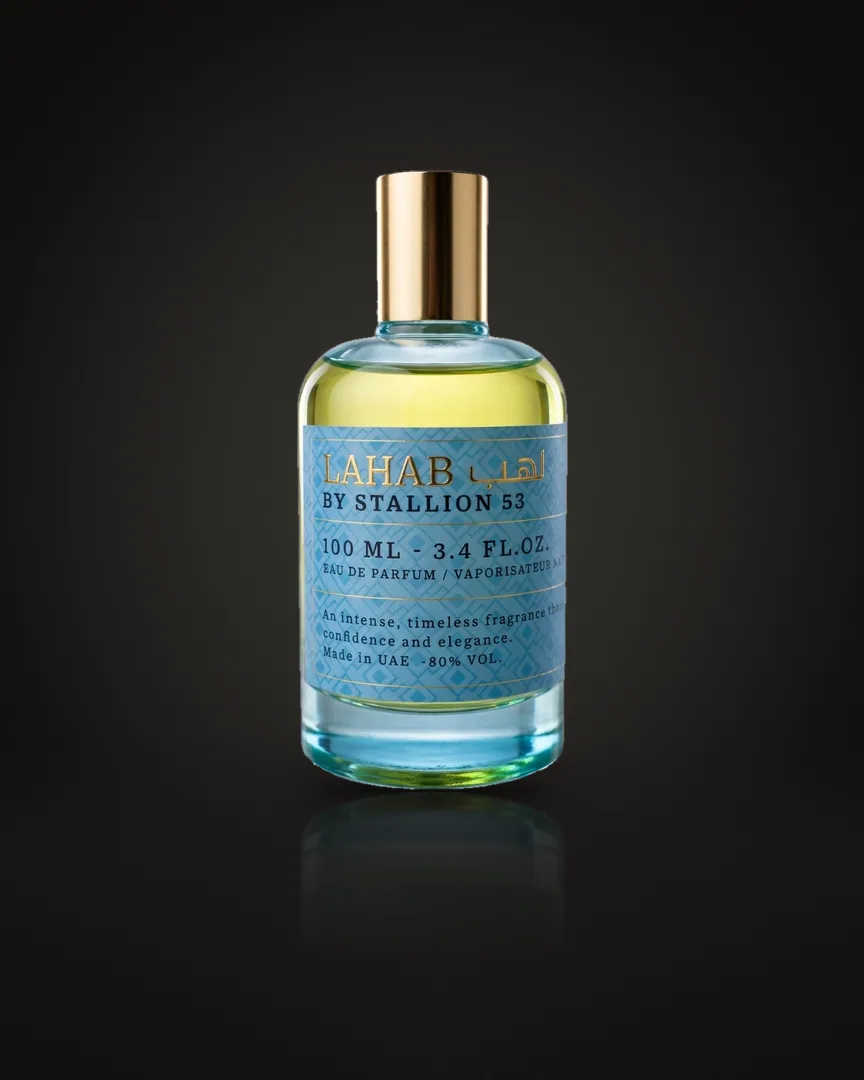 LAHAB لهب
BY STALLION 53
100 ML - 3.4 FL.OZ.
EAU DE PARFUM / VAPORISATEUR
An intense, timeless fragrance
confidence and elegance.
Made in UAE -80% VOL.